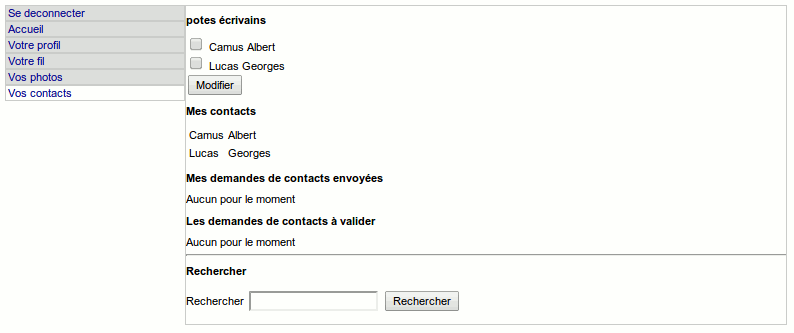 Se deconnecter
Accueil
Votre profil
Votre fil
Vos photos
Vos contacts
potes écrivains
Camus Albert
Lucas Georges
Modifier
Mes contacts
Camus Albert
Lucas Georges
Mes demandes de contacts envoyées
Aucun pour le moment
Les demandes de contacts à valider
Aucun pour le moment
Rechercher
Rechercher Rechercher